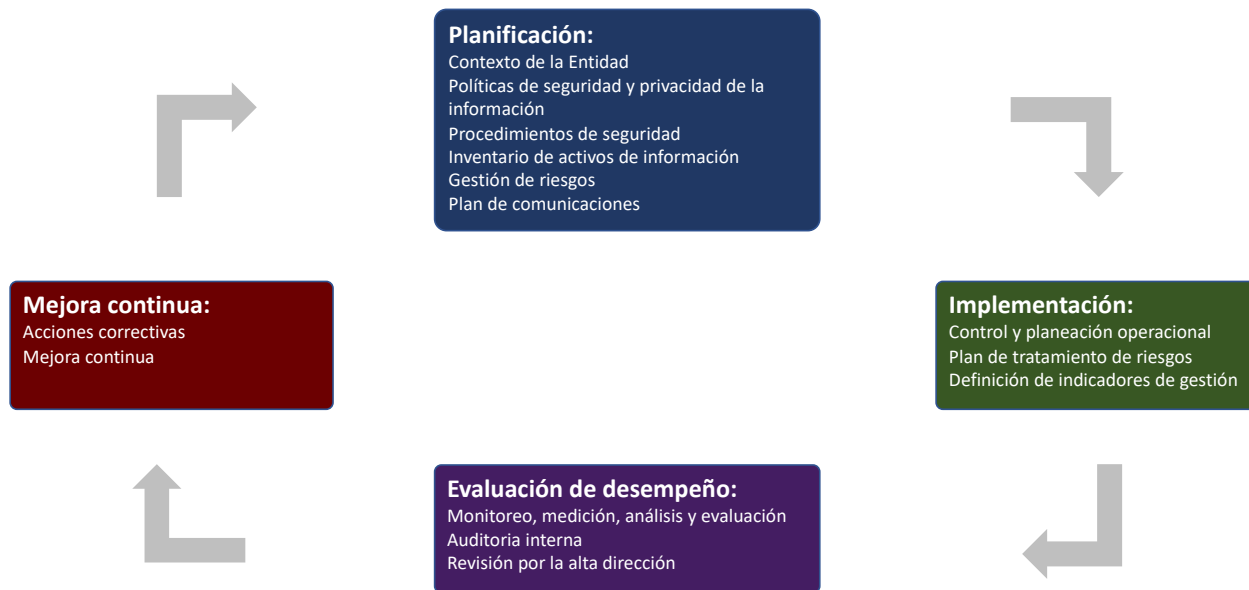 Planificación:
Contexto de la Entidad
Políticas de seguridad y privacidad de la
información
Procedimientos de seguridad
Inventario de activos de información
Gestión de riesgos
Plan de comunicaciones
Mejora continua:
Acciones correctivas
Mejora continua
Implementación:
Control y planeación operacional
Plan de tratamiento de riesgos
Definición de indicadores de gestión
Evaluación de desempeño:
Monitoreo, medición, análisis y evaluación
Auditoria interna
Revisión por la alta dirección